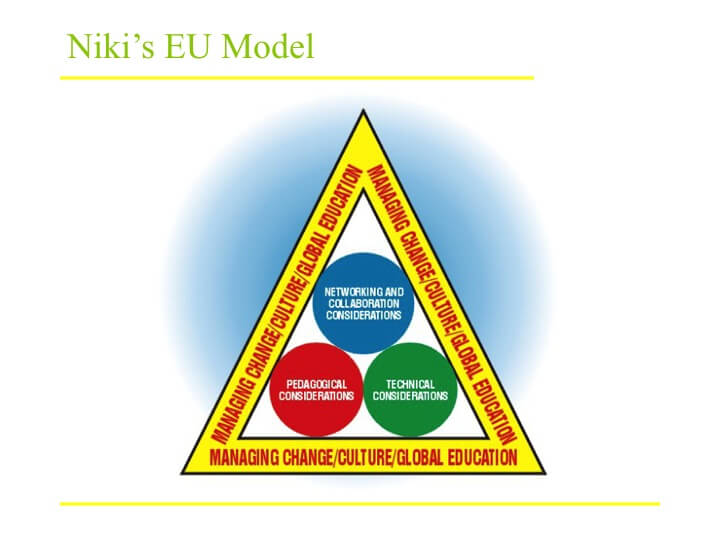 Niki’s EU Model
MANAGING CHANGE/CULTURE/GLOBAL EDUCATION
MANAGING CHANGE/CULTURE/GLOBAL EDUCATION
NETWORKING AND
COLLABORATION
CONSIDERATIONS
PEDAGOGICAL
CONSIDERATIONS
TECHNICAL
CONSIDERATIONS
MANAGING CHANGE/CULTURE/GLOBAL EDUCATION